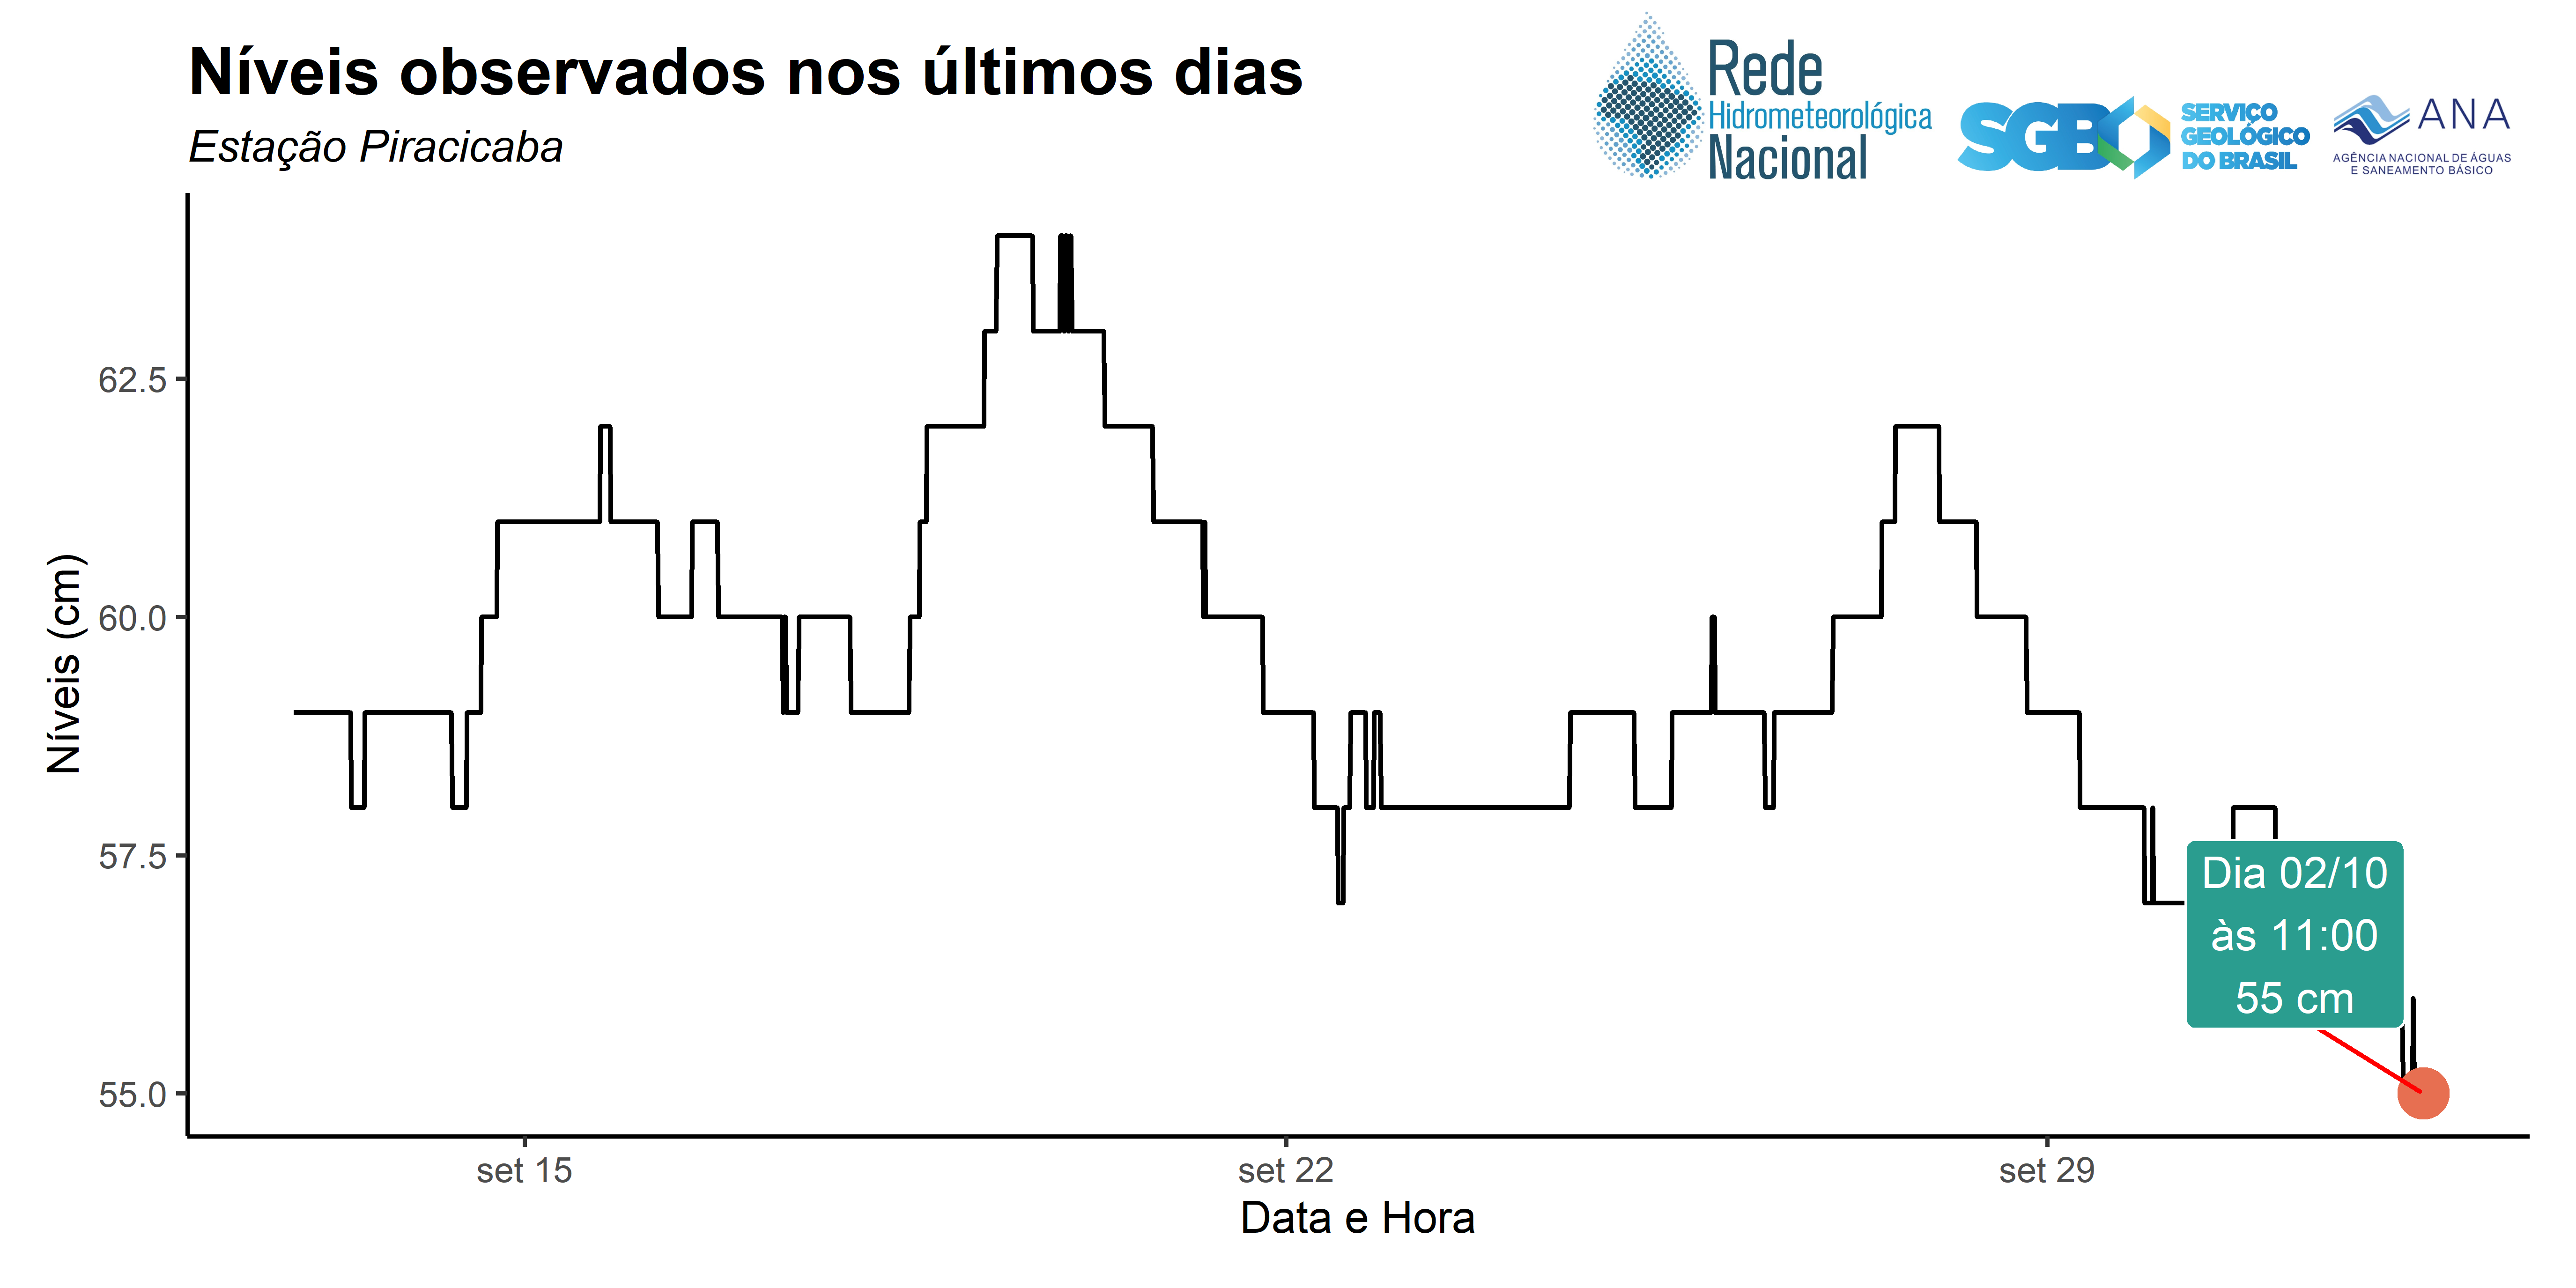 Níveis observados nos últimos dias
Estação Piracicaba
Rede
Hidrometeorológica
Nacional
SGB
SERVIÇO
GEOLÓGICO
DO BRASIL
ANA
AGÊNCIA NACIONAL DE ÁGUAS
E SANEAMENTO BÁSICO
Níveis (cm)
62.5
60.0
57.5
55.0
Dia 02/10
às 11:00
55 cm
set 15
set 22
set 29
Data e Hora